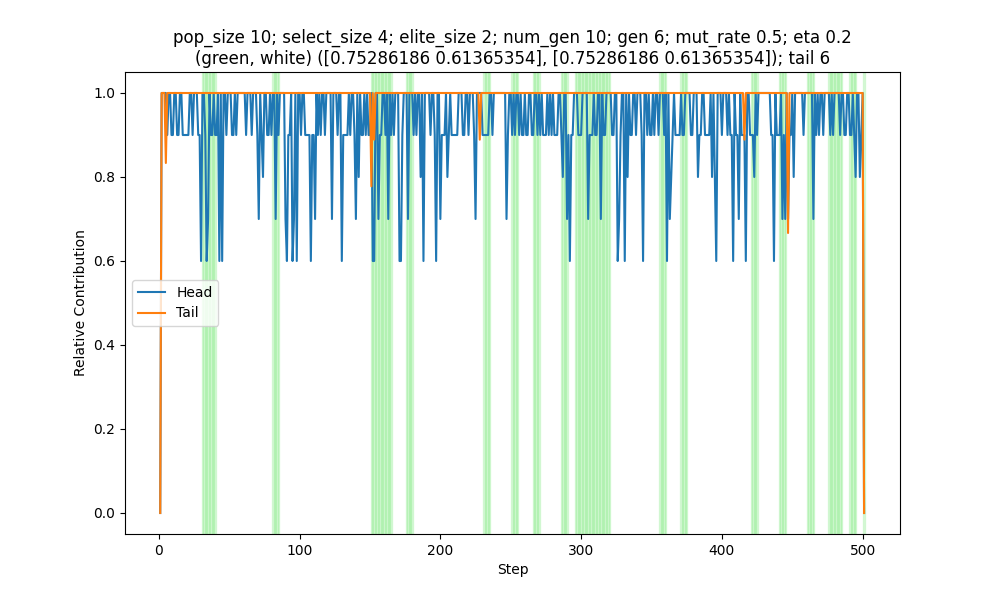 pop_size 10; select_size 4; elite_size 2; num_gen 10; gen 6; mut_rate 0.5; eta 0.2
(green, white) ([0.75286186 0.61365354], [0.75286186 0.61365354]); tail 6
1.0
0.8
0.6
0.4
0.2
0.0
Relative Contribution
Head
Tail
0
100
200
300
400
500
Step